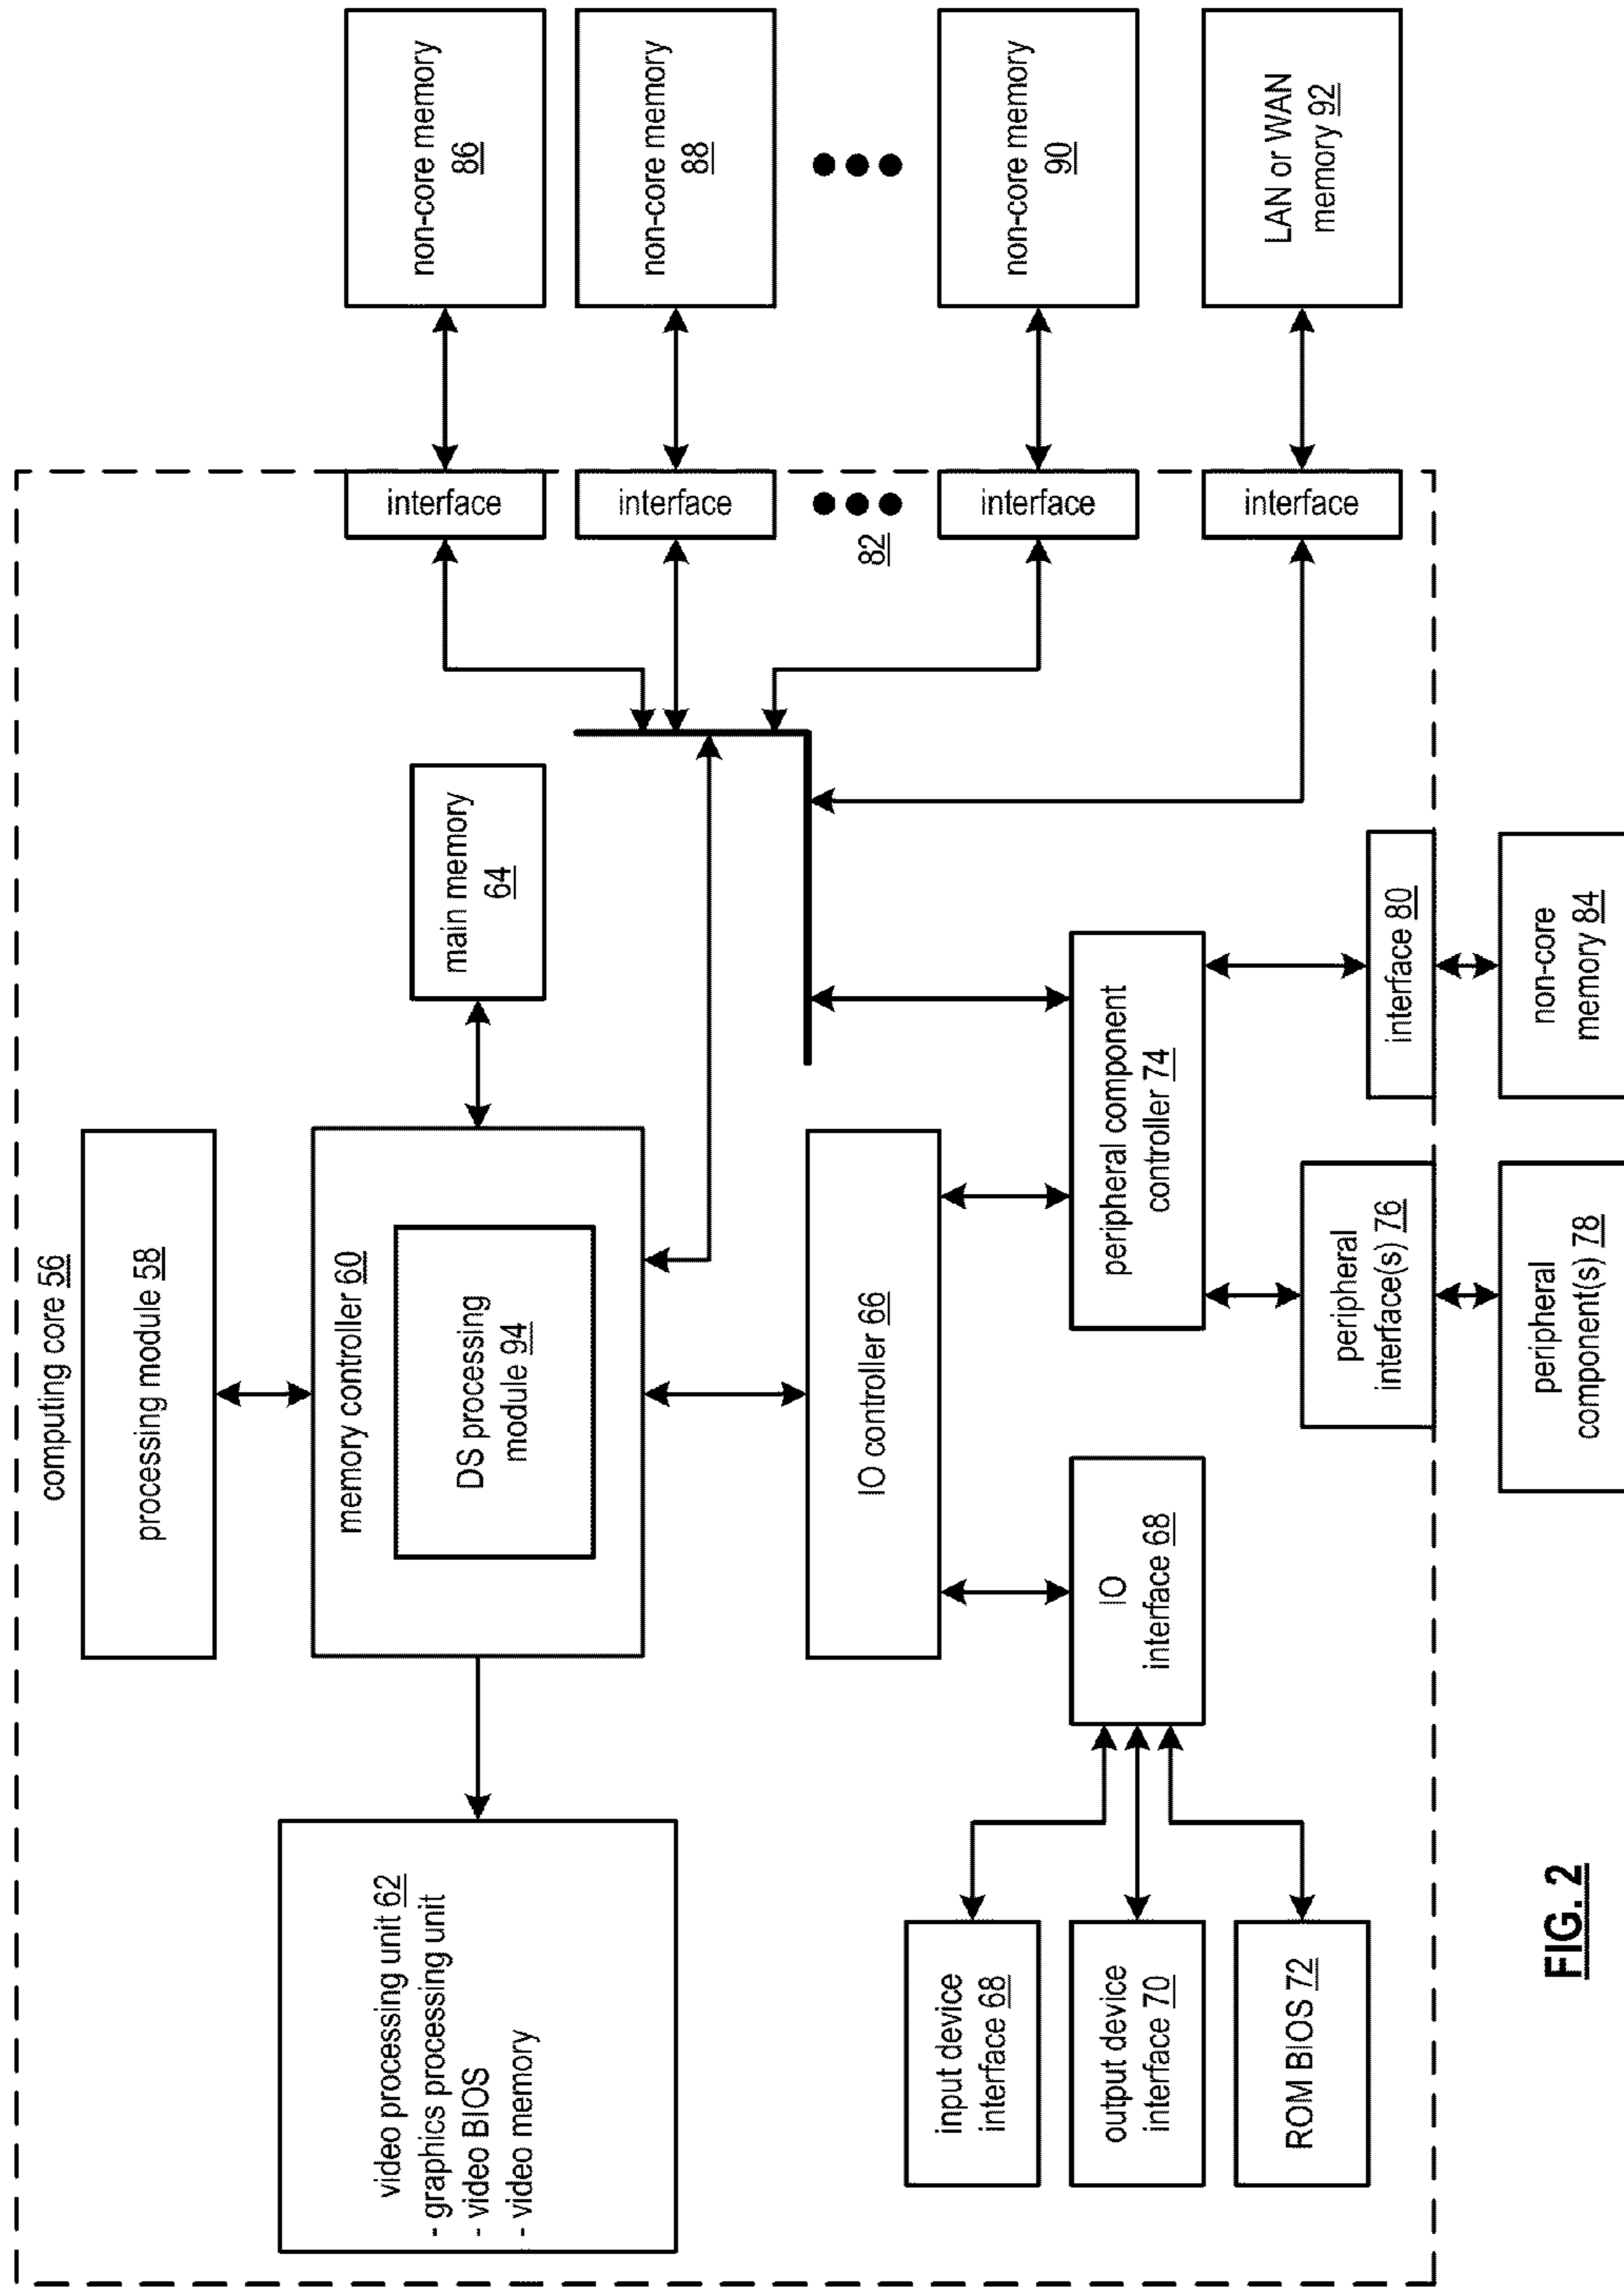 computing core 56
processing module 58
video processing unit 62
- graphics processing unit
- video BIOS
- video memory
memory controller 60
DS processing
module 94
main memory
64
IO controller 66
input device
interface 68
output device
interface 70
ROM BIOS 72
IO
interface 68
peripheral component
controller 74
peripheral
interface(s) 76
interface 80
peripheral
component(s) 78
non-core
memory 84
interface
interface
82
interface
interface
non-core memory
86
non-core memory
88
non-core memory
90
LAN or WAN
memory 92
FIG. 2